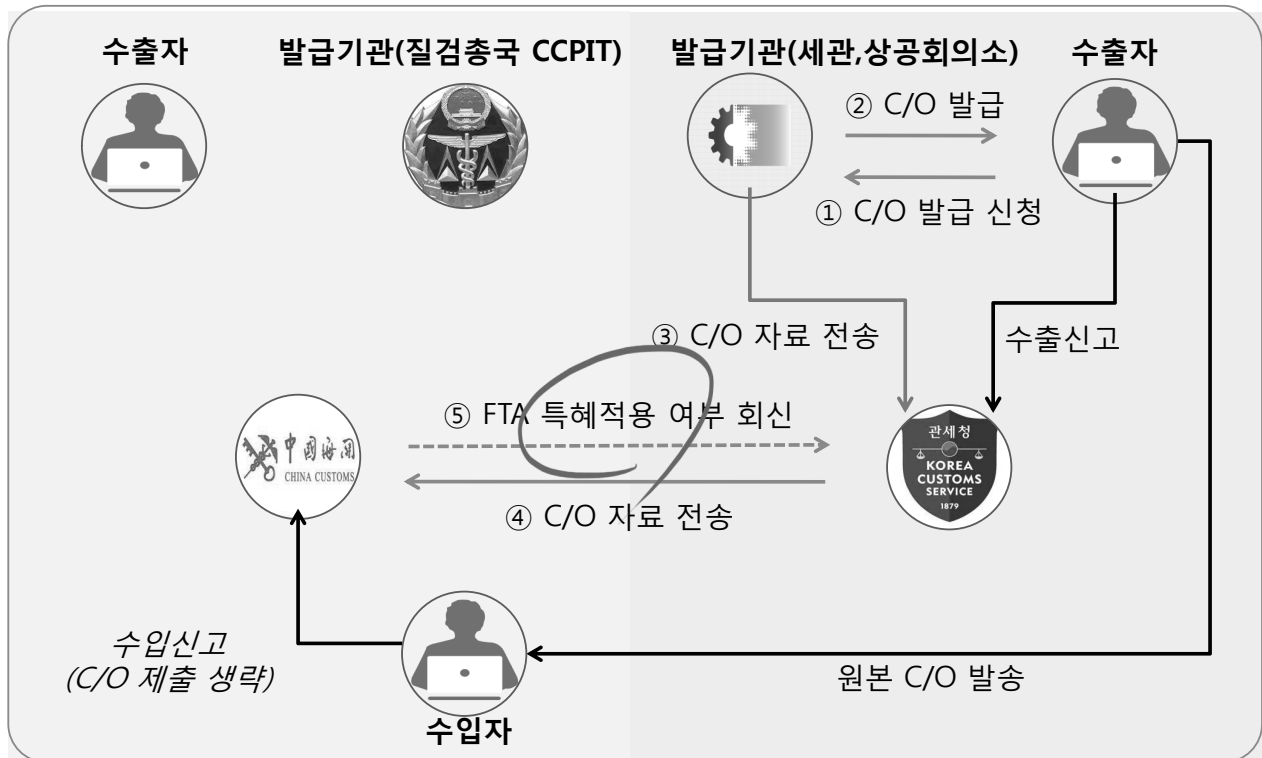 수출자
발급기관(질검총국 CCPIT)
발급기관(세관,상공회의소)
수출자
② C/O 발급
① C/O 발급 신청
③ C/O 자료 전송
수출신고
⑤ FTA 특혜적용 여부 회신
④ C/O 자료 전송
中国海关
CHINA CUSTOMS
관세청
KOREA
CUSTOMS
SERVICE
1879
수입신고
(C/O 제출 생략)
원본 C/O 발송
수입자